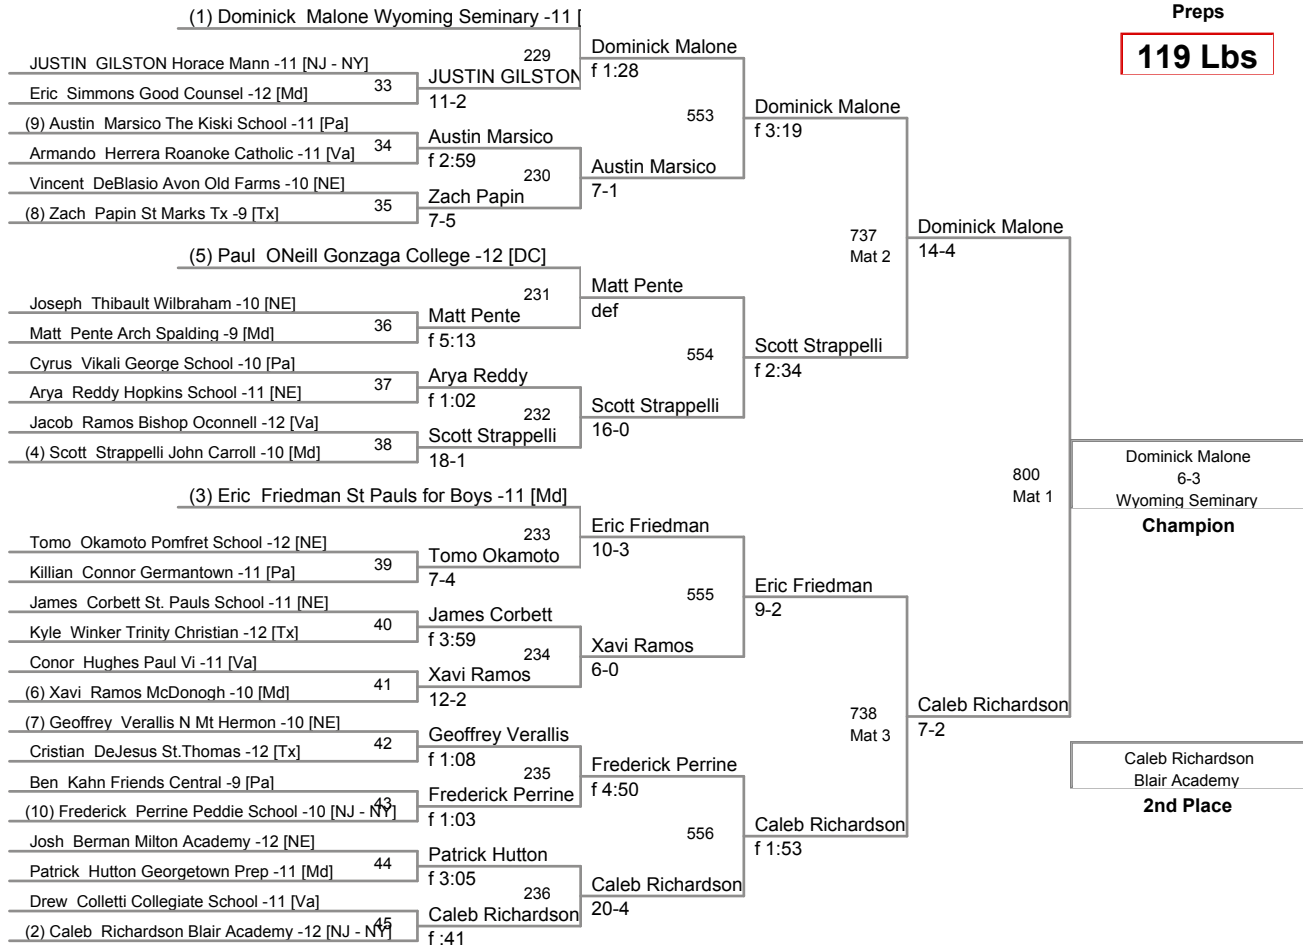 Preps
119 Lbs
(1) Dominick Malone Wyoming Seminary -11 [
JUSTIN GILSTON Horace Mann -11 [NJ - NY]
Eric Simmons Good Counsel -12 [Md]
(9) Austin Marsico The Kiski School -11 [Pa]
Armando Herrera Roanoke Catholic -11 [Va]
Vincent DeBlasio Avon Old Farms -10 [NE]
(8) Zach Papin St Marks Tx -9 [Tx]
(5) Paul ONeill Gonzaga College -12 [DC]
Joseph Thibault Wilbraham -10 [NE]
Matt Pente Arch Spalding -9 [Md]
Cyrus Vikali George School -10 [Pa]
Arya Reddy Hopkins School -11 [NE]
Jacob Ramos Bishop Oconnell -12 [Va]
(4) Scott Strappelli John Carroll -10 [Md]
(3) Eric Friedman St Pauls for Boys -11 [Md]
Tomo Okamoto Pomfret School -12 [NE]
Killian Connor Germantown -11 [Pa]
James Corbett St. Pauls School -11 [NE]
Kyle Winker Trinity Christian -12 [Tx]
Conor Hughes Paul Vi -11 [Va]
(6) Xavi Ramos McDonogh -10 [Md]
(7) Geoffrey Verallis N Mt Hermon -10 [NE]
Cristian DeJesus St.Thomas -12 [Tx]
Ben Kahn Friends Central -9 [Pa]
(10) Frederick Perrine Peddie School -10 [NJ - NY]
Josh Berman Milton Academy -12 [NE]
Patrick Hutton Georgetown Prep -11 [Md]
Drew Colletti Collegiate School -11 [Va]
(2) Caleb Richardson Blair Academy -12 [NJ - NY]
33
34
35
36
37
38
39
40
41
42
43
44
45
JUSTIN GILSTON
11-2
Austin Marsico
f 2:59
Zach Papin
7-5
Matt Pente
f 5:13
Arya Reddy
f 1:02
Scott Strappelli
18-1
Tomo Okamoto
7-4
James Corbett
f 3:59
Xavi Ramos
12-2
Geoffrey Verallis
f 1:08
Frederick Perrine
f 1:03
Patrick Hutton
f 3:05
Caleb Richardson
f :41
229
230
231
232
233
234
235
236
Dominick Malone
f 1:28
Austin Marsico
7-1
Matt Pente
def
Scott Strappelli
16-0
Eric Friedman
10-3
Xavi Ramos
6-0
Frederick Perrine
f 4:50
Caleb Richardson
20-4
553
554
555
556
Dominick Malone
f 3:19
Scott Strappelli
f 2:34
Eric Friedman
9-2
Caleb Richardson
f 1:53
737
Mat 2
738
Mat 3
Dominick Malone
14-4
Caleb Richardson
7-2
800
Mat 1
Dominick Malone
6-3
Wyoming Seminary
Champion
Caleb Richardson
Blair Academy
2nd Place